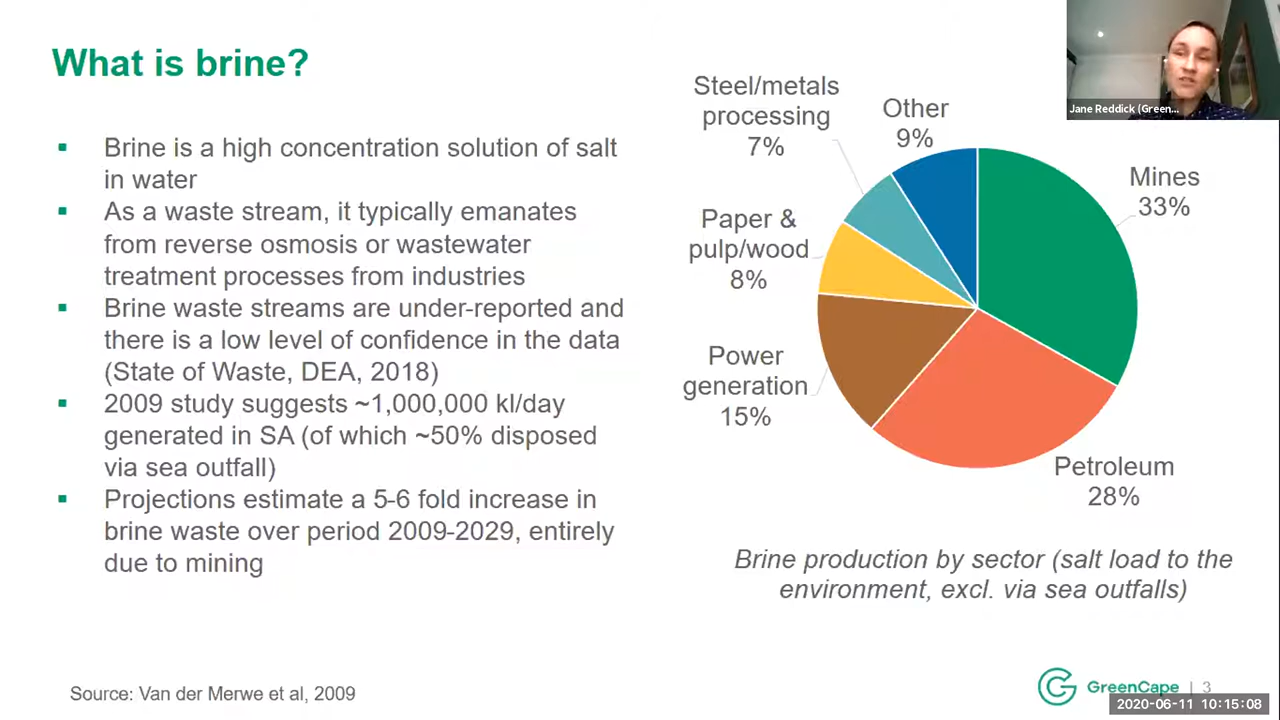 What is brine?
Brine is a high concentration solution of salt
in water
As a waste stream, it typically emanates
from reverse osmosis or wastewater
treatment processes from industries
Brine waste streams are under-reported and
there is a low level of confidence in the data
(State of Waste, DEA, 2018)
2009 study suggests ~1,000,000 kl/day
generated in SA (of which ~50% disposed
via sea outfall)
Projections estimate a 5-6 fold increase in
brine waste over period 2009-2029, entirely
due to mining
Source: Van der Merwe et al, 2009
Steel/metals
processing
7%
Other
9%
Mines
33%
Paper &
pulp/wood
8%
Power
generation
15%
Petroleum
28%
Brine production by sector (salt load to the
environment, excl. via sea outfalls)
Jane Reddick (Green...
GreenCape | 3
2020-06-11 10:15:08